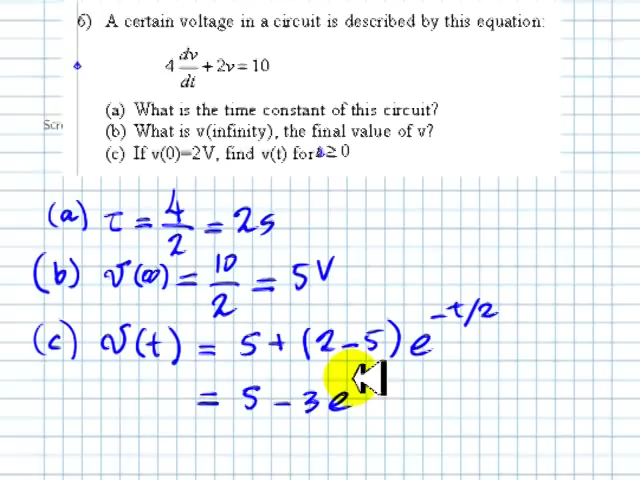 6) A certain voltage in a circuit is described by this equation:
4 dv/dt + 2v = 10
(a) What is the time constant of this circuit?
Scre
(b) What is v(infinity), the final value of v?
(c) If v(0)=2V, find v(t) for ≥ 0
(a) τ = 4/2 = 2s
(b) v(∞) = 10/2 = 5V
(c) v(t) = 5 + (2 - 5) e^-t/2
= 5 - 3e